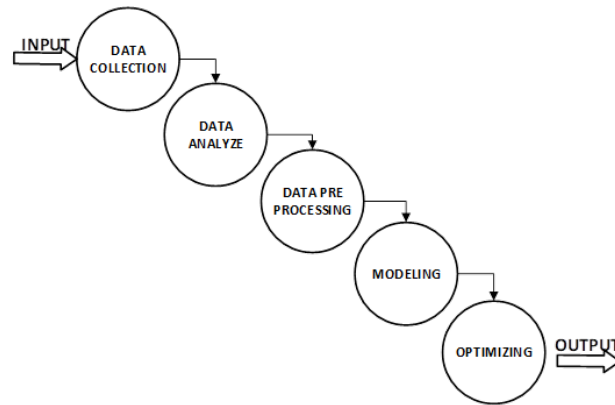 INPUT
DATA
COLLECTION
DATA
ANALYZE
DATA PRE
PROCESSING
MODELING
OPTIMIZING
OUTPUT